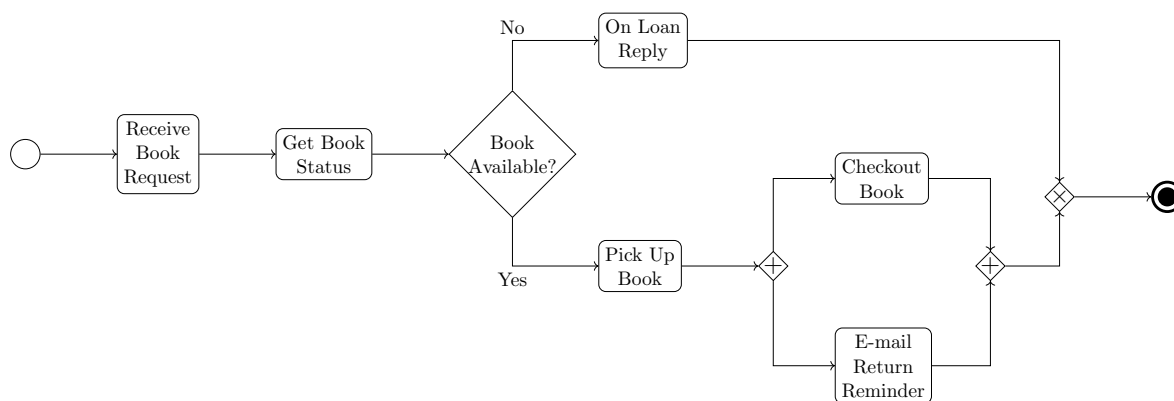 Receive
Book
Request
Get Book
Status
Book
Available?
No
On Loan
Reply
Yes
Pick Up
Book
Checkout
Book
E-mail
Return
Reminder